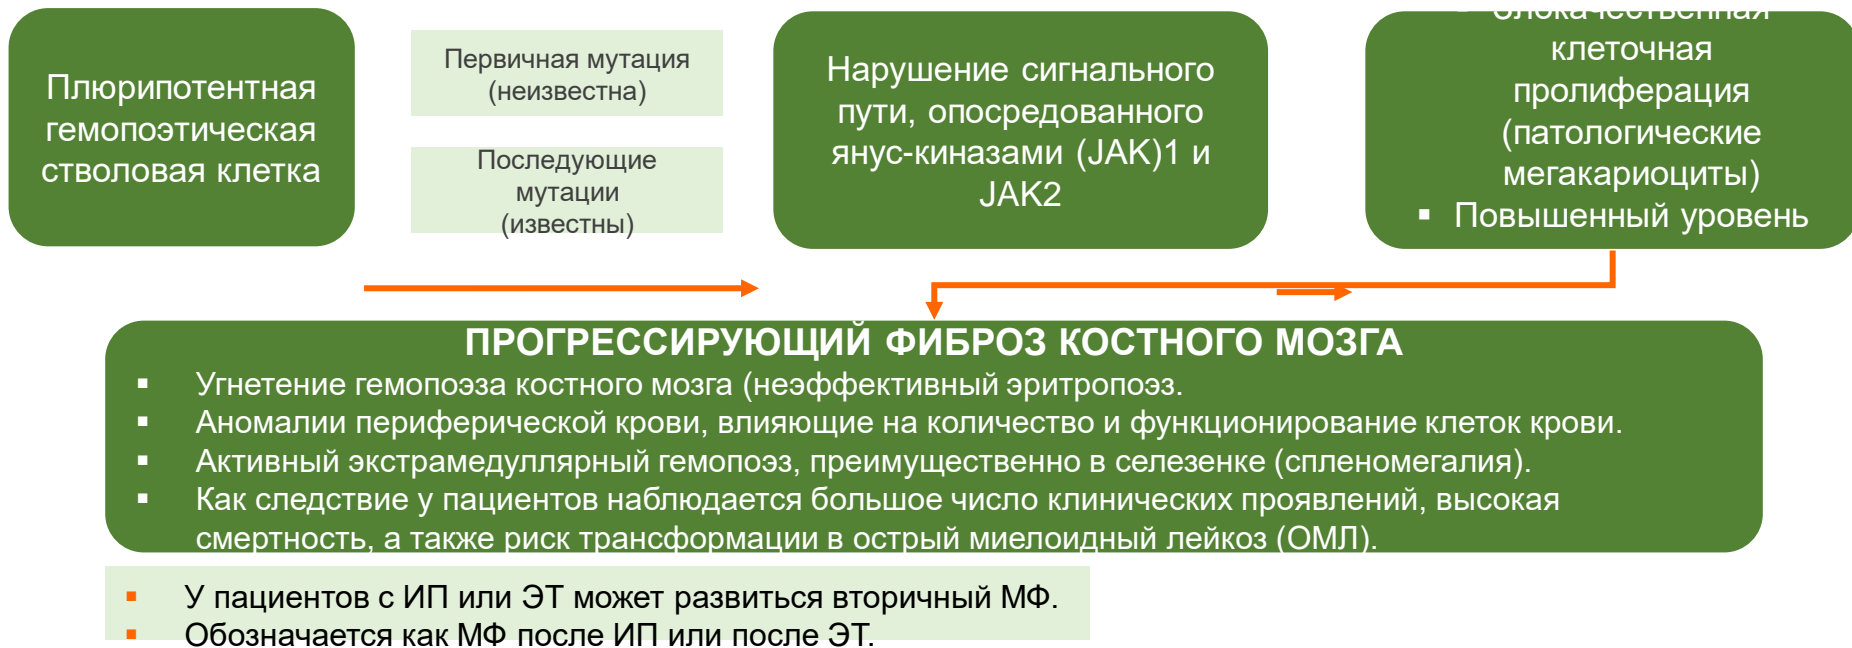 Плюрипотентная
гемопоэтическая
стволовая клетка
Первичная мутация
(неизвестна)
Последующие
мутации
(известны)
Нарушение сигнального
пути, опосредованного
янус-киназами (JAK)1 и
JAK2
▪ Злокачественная
клеточная
пролиферация
(патологические
мегакариоциты)
▪ Повышенный уровень
ПРОГРЕССИРУЮЩИЙ ФИБРОЗ КОСТНОГО МОЗГА
▪ Угнетение гемопоэза костного мозга (неэффективный эритропоэз.
▪ Аномалии периферической крови, влияющие на количество и функционирование клеток крови.
▪ Активный экстрамедуллярный гемопоэз, преимущественно в селезенке (спленомегалия).
▪ Как следствие у пациентов наблюдается большое число клинических проявлений, высокая
смертность, а также риск трансформации в острый миелоидный лейкоз (ОМЛ).
▪ У пациентов с ИП или ЭТ может развиться вторичный МФ.
▪ Обозначается как МФ после ИП или после ЭТ.